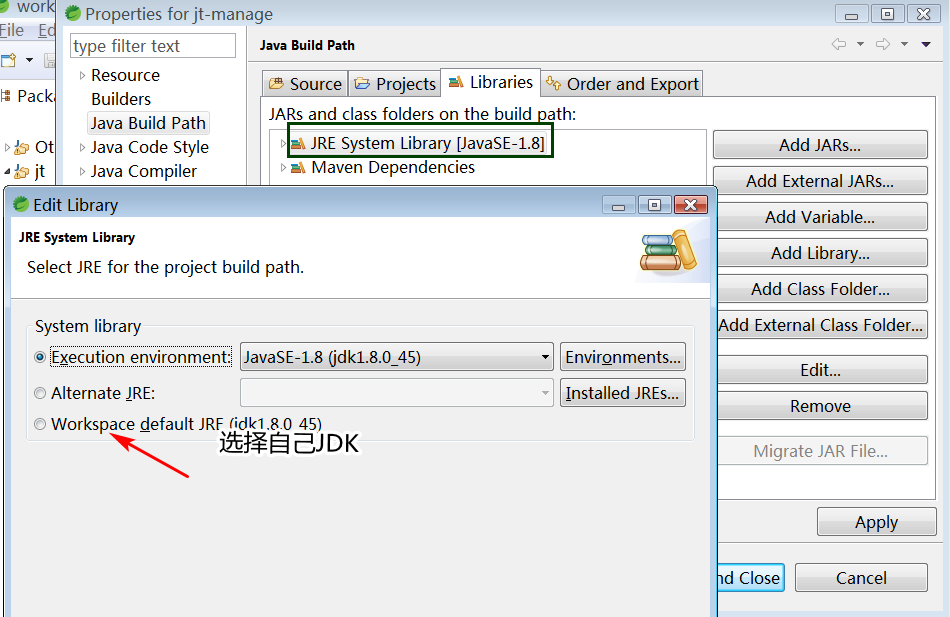 work
Properties for jt-manage
File Ed
type filter text
Java Build Path
Resource
Builders
Java Build Path
Java Code Style
Java Compiler
Packa
Ot
jt
Source
Projects
Libraries
Order and Export
JARs and class folders on the build path:
JRE System Library [JavaSE-1.8]
Maven Dependencies
Add JARs...
Add External JARs...
Add Variable...
Add Library...
Add Class Folder...
Add External Class Folder...
Edit...
Remove
Migrate JAR File...
Apply
nd Close
Cancel
Edit Library
JRE System Library
Select JRE for the project build path.
System library
Execution environment:
JavaSE-1.8 (jdk1.8.0_45)
Environments...
Alternate JRE:
Installed JREs...
Workspace default JRE (jdk1.8.0_45)
选择自己JDK